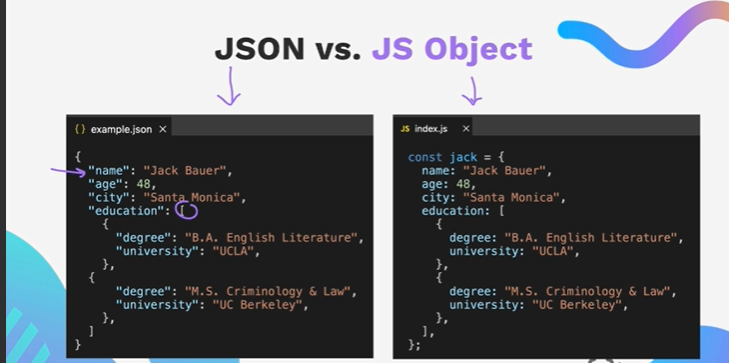 JSON vs. JS Object
{} example.json ×
{
"name": "Jack Bauer",
"age": 48,
"city": "Santa Monica",
"education": [
{
"degree": "B.A. English Literature",
"university": "UCLA",
},
{
"degree": "M.S. Criminology & Law",
"university": "UC Berkeley",
},
]
}
JS index.js ×
const jack = {
name: "Jack Bauer",
age: 48,
city: "Santa Monica",
education: [
{
degree: "B.A. English Literature",
university: "UCLA",
},
{
degree: "M.S. Criminology & Law",
university: "UC Berkeley",
},
],
};